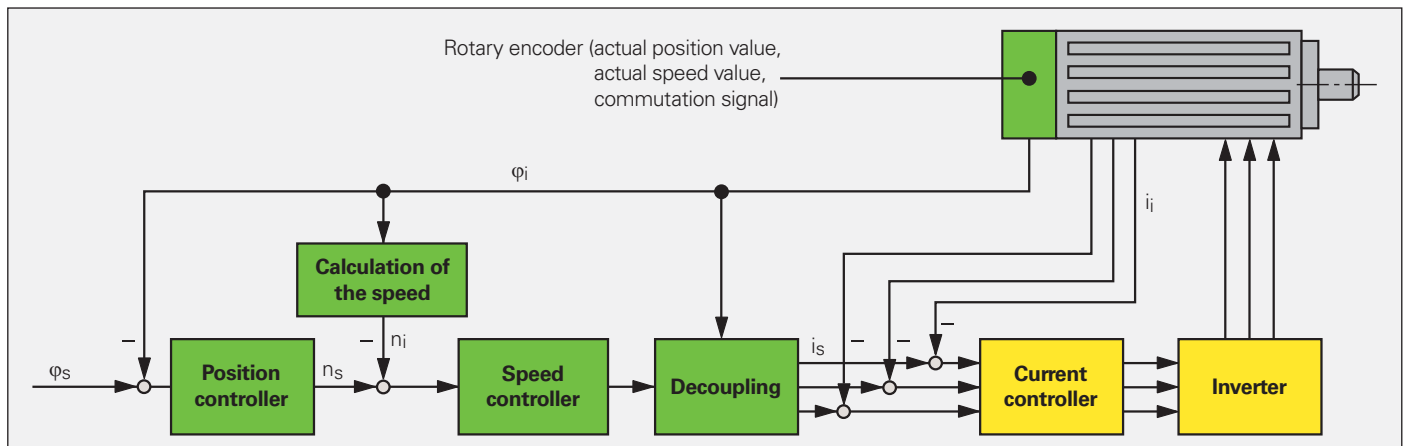 Rotary encoder (actual position value,
actual speed value,
commutation signal)
φi
ii
Calculation of
the speed
–
–
ni
is
–
–
–
φs
Position
controller
ns
Speed
controller
Decoupling
Current
controller
Inverter